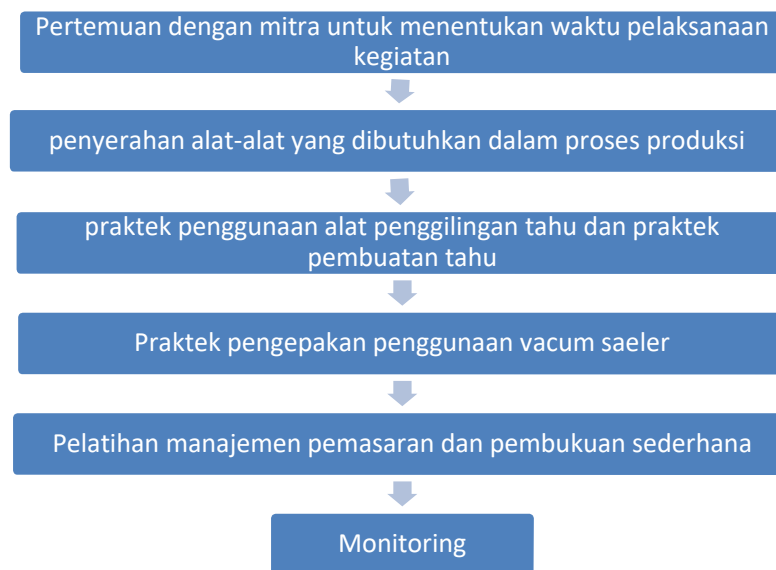 Pertemuan dengan mitra untuk menentukan waktu pelaksanaan
kegiatan
penyerahan alat-alat yang dibutuhkan dalam proses produksi
praktek penggunaan alat penggilingan tahu dan praktek
pembuatan tahu
Praktek pengepakan penggunaan vacum saeler
Pelatihan manajemen pemasaran dan pembukuan sederhana
Monitoring